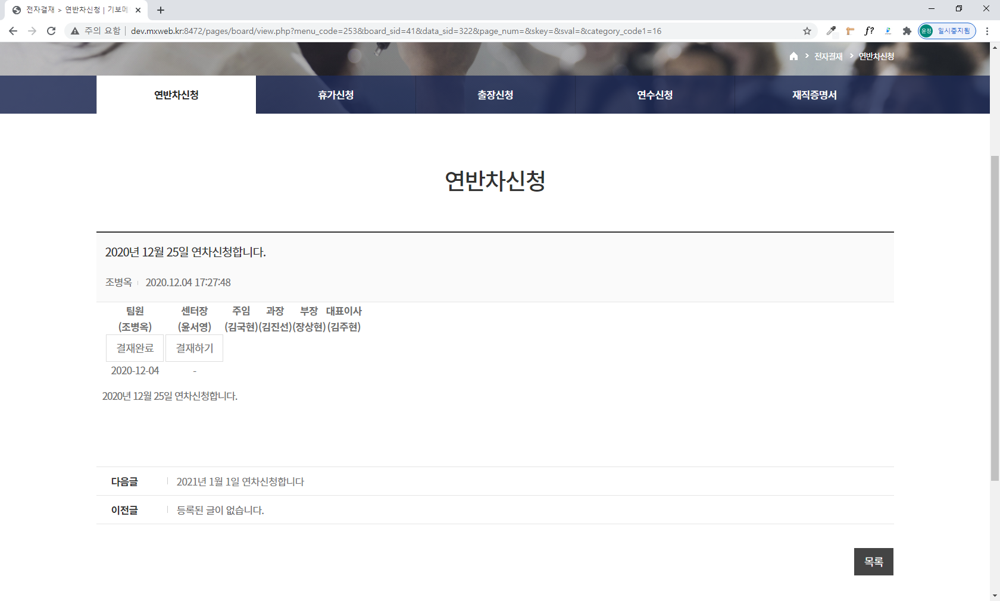 전자결재 > 연반차신청 | 기보메
주의 요함 dev.mxweb.kr:8472/pages/board/view.php?menu_code=253&board_sid=41&data_sid=322&page_num=&skey=&sval=&category_code1=16 f? 윤정 일시중지됨
전자결재 > 연반차신청
연반차신청 휴가신청 출장신청 연수신청 재직증명서
연반차신청
2020년 12월 25일 연차신청합니다.
조병옥 2020.12.04 17:27:48
팀원 센터장 주임 과장 부장 대표이사
(조병옥) (윤서영) (김국현) (김진선) (장상현) (김주현)
결재완료 결재하기
2020-12-04 -
2020년 12월 25일 연차신청합니다.
다음글 2021년 1월 1일 연차신청합니다
이전글 등록된 글이 없습니다.
목록